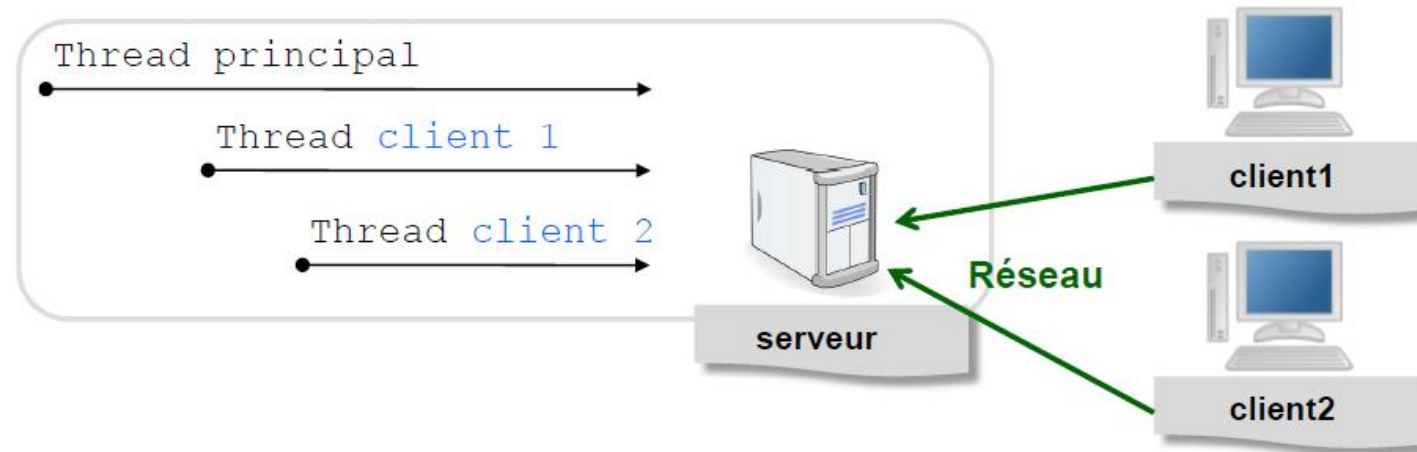 Thread principal
Thread client 1
Thread client 2
serveur
Réseau
client1
client2